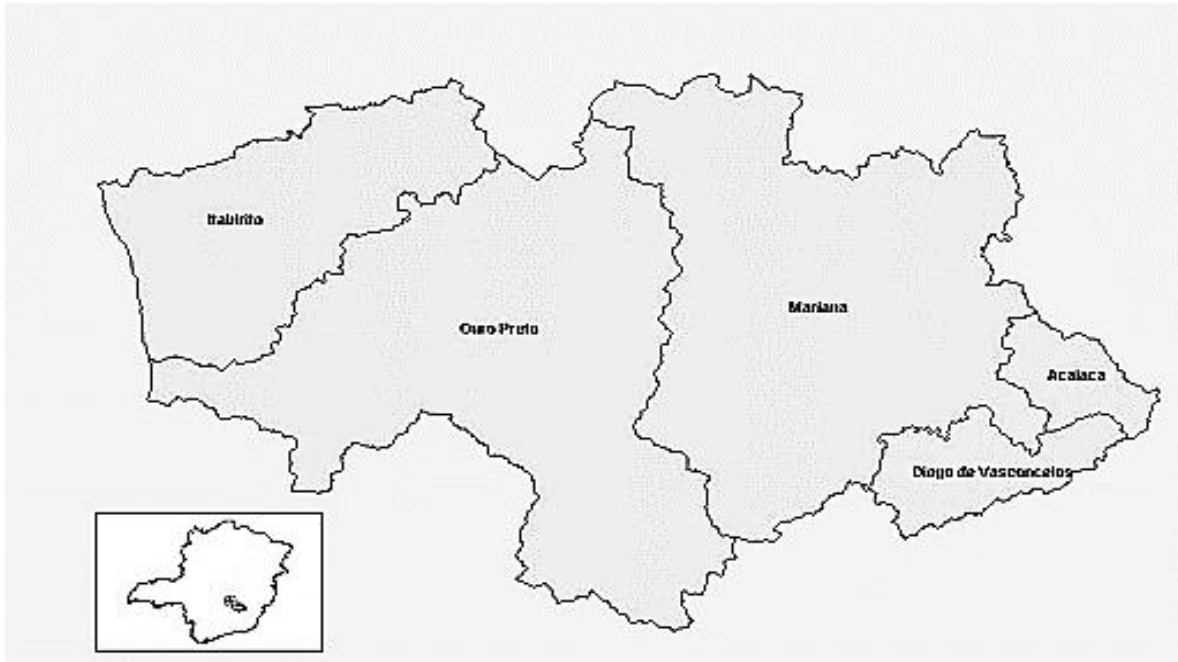 Itabirito
Mariana
Ouro Preto
Acaiaca
Diogo de Vasconcelos